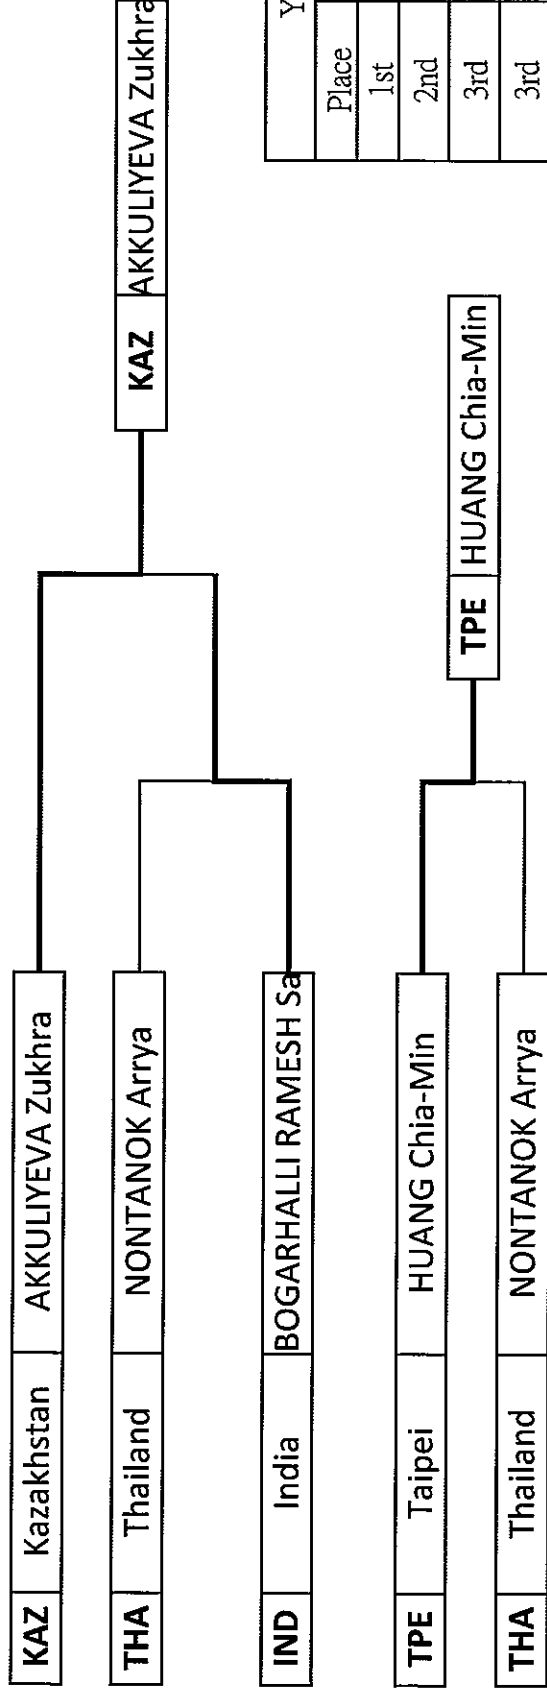 KAZ Kazakhstan AKKULIYEVA Zukhra
THA Thailand NONTANOK Arrya
KAZ AKKULIYEVA Zukhra
IND India BOGARHALLI RAMESH Sa
TPE Taipei HUANG Chia-Min
TPE HUANG Chia-Min
THA Thailand NONTANOK Arrya
Y
Place
1st
2nd
3rd
3rd